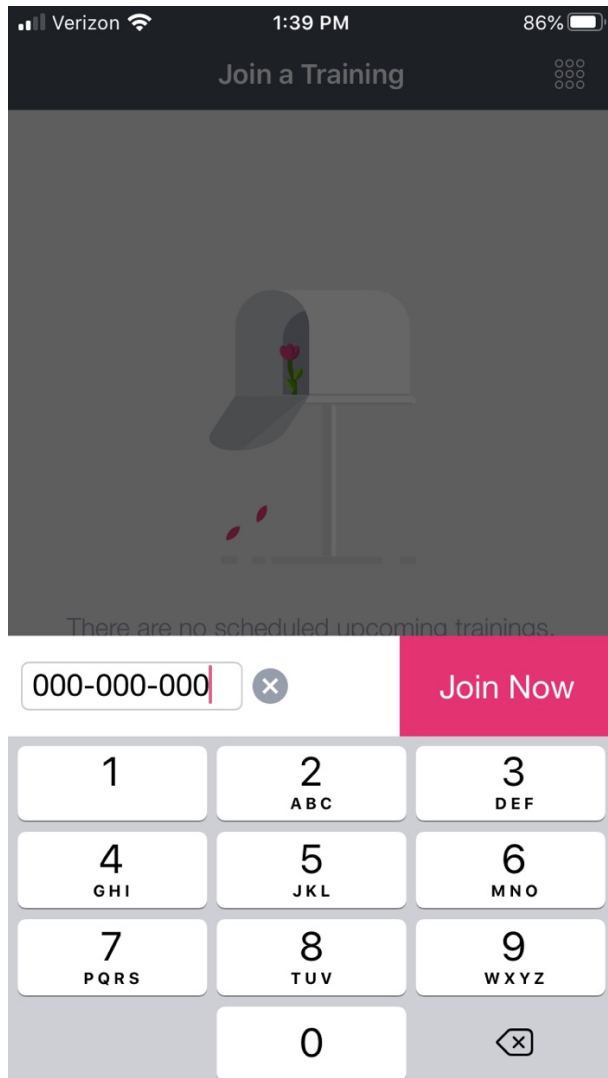 Verizon 1:39 PM 86%
Join a Training
There are no scheduled upcoming trainings.
000-000-000 Join Now
1 2 3
ABC DEF
4 5 6
GHI JKL MNO
7 8 9
PQRS TUV WXYZ
0